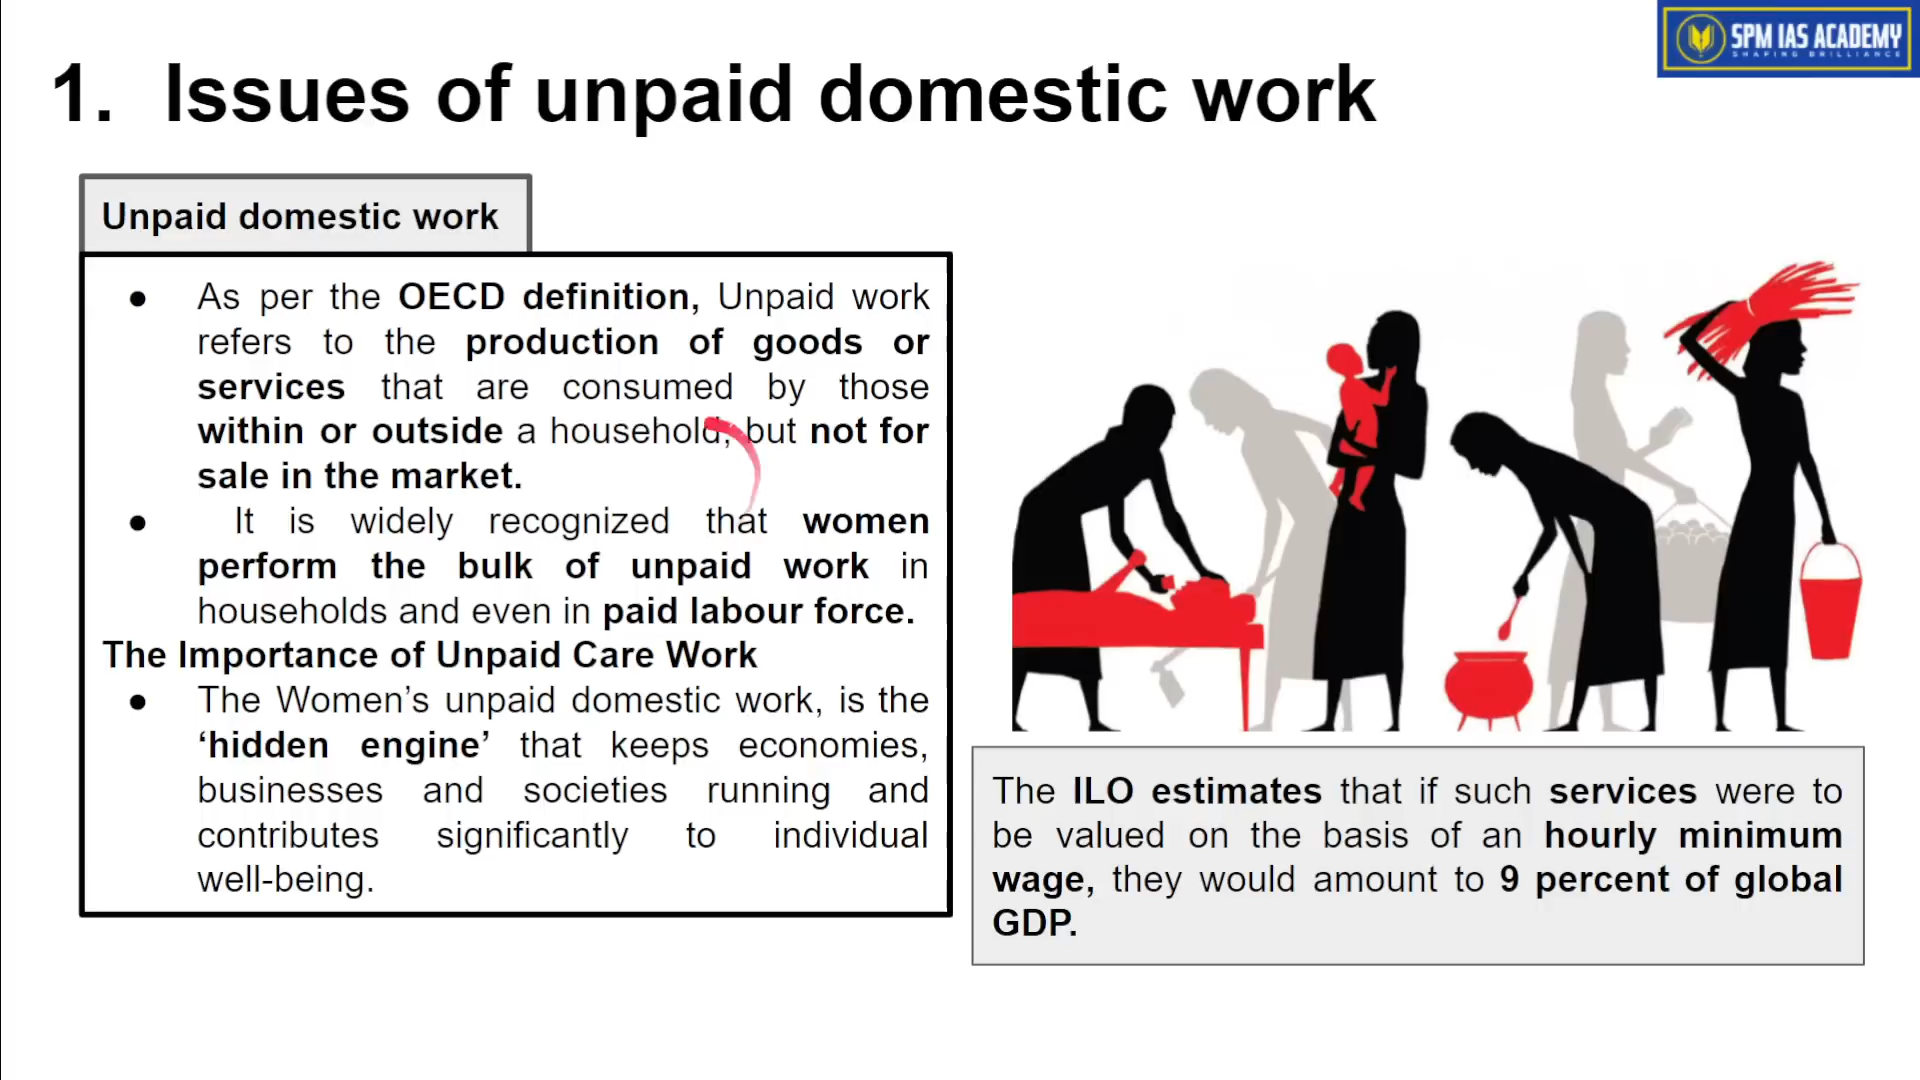 SPM IAS ACADEMY
SHAPING BRILLIANCE
1. Issues of unpaid domestic work
Unpaid domestic work
● As per the OECD definition, Unpaid work
refers to the production of goods or
services that are consumed by those
within or outside a household, but not for
sale in the market.
● It is widely recognized that women
perform the bulk of unpaid work in
households and even in paid labour force.
The Importance of Unpaid Care Work
● The Women’s unpaid domestic work, is the
‘hidden engine’ that keeps economies,
businesses and societies running and
contributes significantly to individual
well-being.
The ILO estimates that if such services were to
be valued on the basis of an hourly minimum
wage, they would amount to 9 percent of global
GDP.